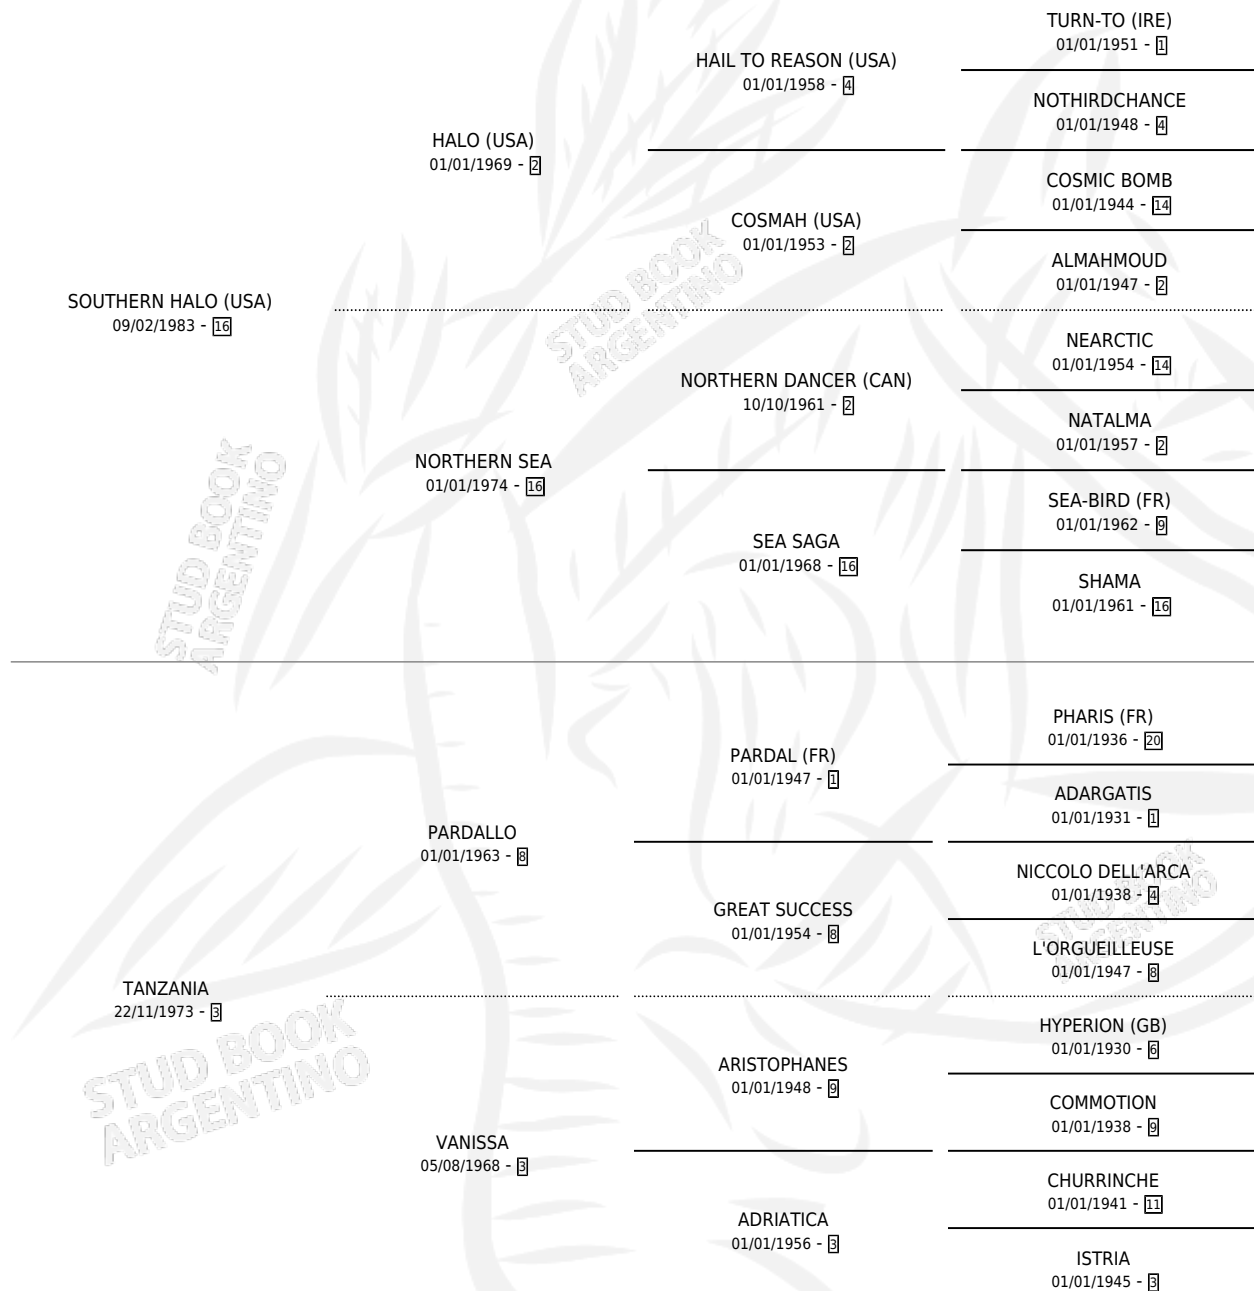 TURN-TO (IRE)
01/01/1951 - 1
HAIL TO REASON (USA)
01/01/1958 - 4
NOTHIRDCHANCE
01/01/1948 - 4
HALO (USA)
01/01/1969 - 2
COSMIC BOMB
01/01/1944 - 14
COSMAH (USA)
01/01/1953 - 2
ALMAHMOUD
01/01/1947 - 2
SOUTHERN HALO (USA)
09/02/1983 - 16
NEARCTIC
01/01/1954 - 14
NORTHERN DANCER (CAN)
10/10/1961 - 2
NATALMA
01/01/1957 - 2
NORTHERN SEA
01/01/1974 - 16
SEA-BIRD (FR)
01/01/1962 - 9
SEA SAGA
01/01/1968 - 16
SHAMA
01/01/1961 - 16
STUD BOOK
ARGENTINO
STUD BOOK
ARGENTINO
PHARIS (FR)
01/01/1936 - 20
PARDAL (FR)
01/01/1947 - 1
ADARGATIS
01/01/1931 - 1
PARDALLO
01/01/1963 - 8
NICCOLO DELL'ARCA
01/01/1938 - 4
GREAT SUCCESS
01/01/1954 - 8
L'ORGUEILLEUSE
01/01/1947 - 8
STUD BOOK
ARGENTINO
TANZANIA
22/11/1973 - 3
HYPERION (GB)
01/01/1930 - 6
ARISTOPHANES
01/01/1948 - 9
COMMOTION
01/01/1938 - 9
STUD BOOK
ARGENTINO
VANISSA
05/08/1968 - 3
CHURRINCHE
01/01/1941 - 11
ADRIATICA
01/01/1956 - 3
ISTRIA
01/01/1945 - 3